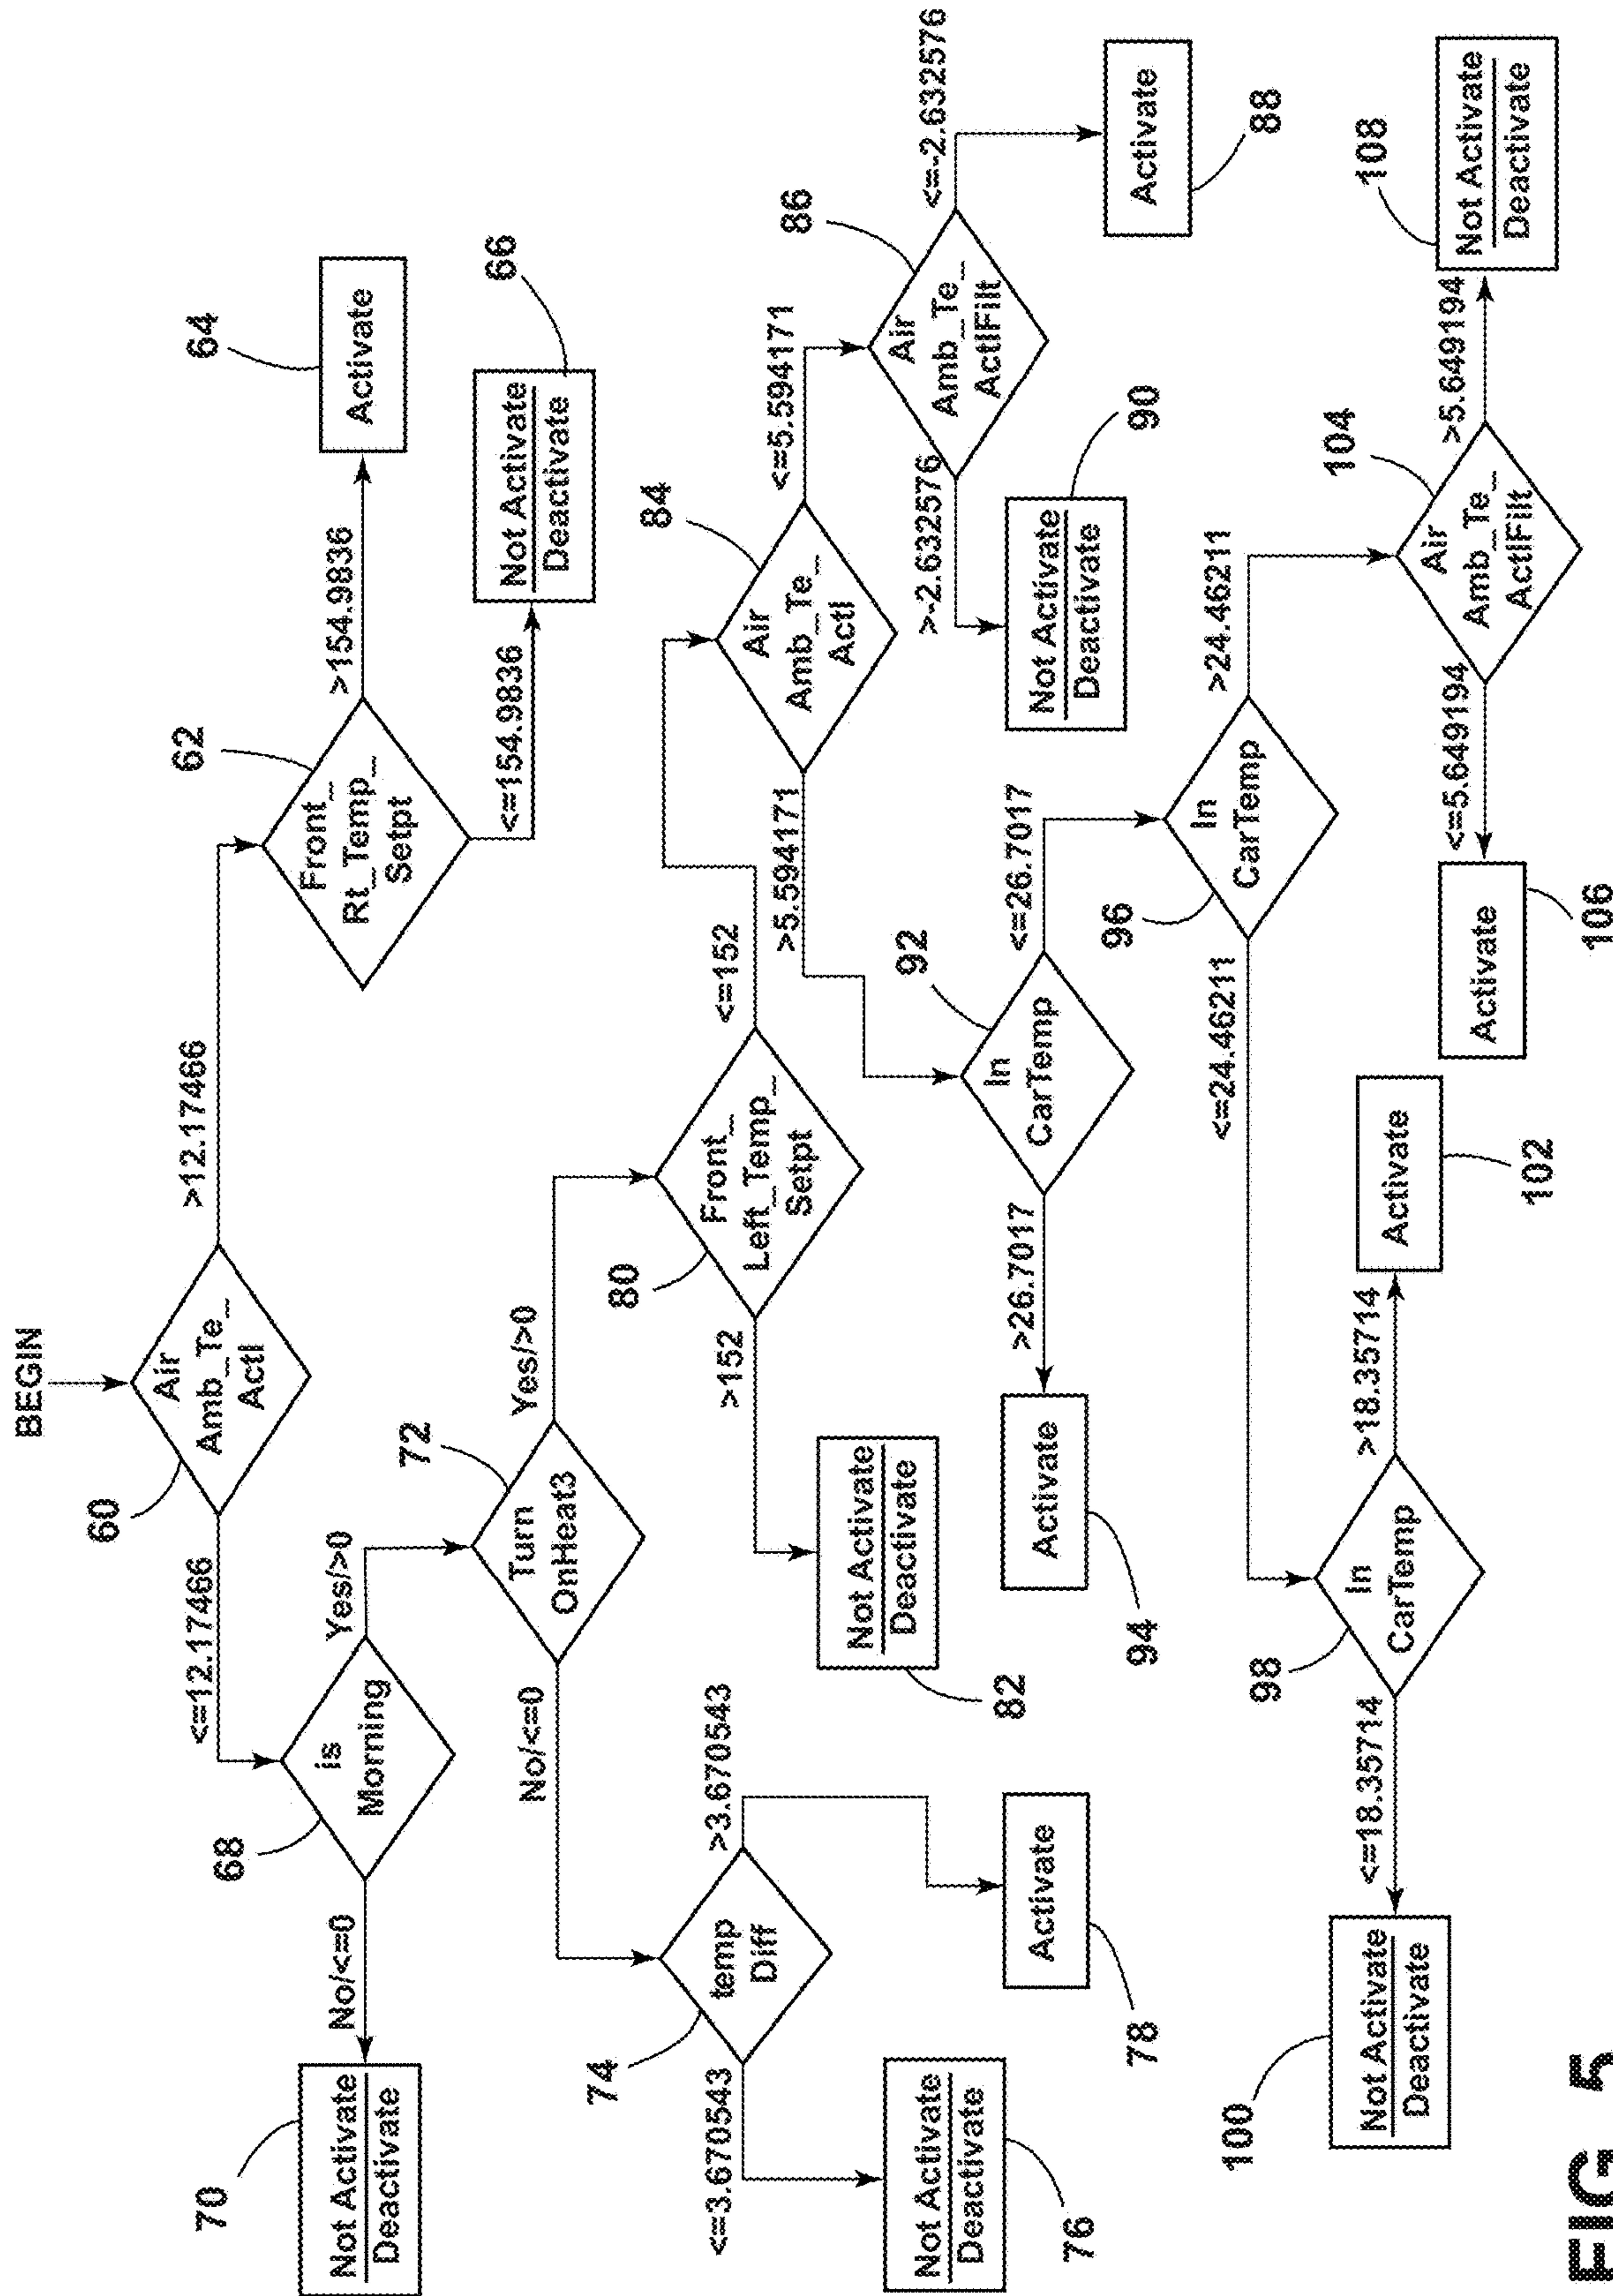 BEGIN
60
Air
Amb_Te_
Actl
<=12.17466
>12.17466
62
Front_
Rt_Temp_
Setpt
>154.9836
64
Activate
<=154.9836
66
Not Activate
Deactivate
68
is
Morning
No/<=0
Yes/>0
70
Not Activate
Deactivate
72
Turn
OnHeat3
No/<=0
Yes/>0
74
temp
Diff
<=3.670543
>3.670543
76
Not Activate
Deactivate
78
Activate
80
Front_
Left_Temp_
Setpt
>152
<=152
82
Not Activate
Deactivate
84
Air
Amb_Te_
Actl
>5.594171
<=5.594171
86
Air
Amb_Te_
ActlFilt
>-2.632576
<=-2.632576
88
Activate
90
Not Activate
Deactivate
92
In
CarTemp
>26.7017
<=26.7017
94
Activate
96
In
CarTemp
<=24.46211
>24.46211
98
In
CarTemp
<=18.35714
>18.35714
100
Not Activate
Deactivate
102
Activate
104
Air
Amb_Te_
ActlFilt
<=5.649194
>5.649194
106
Activate
108
Not Activate
Deactivate
FIG. 5